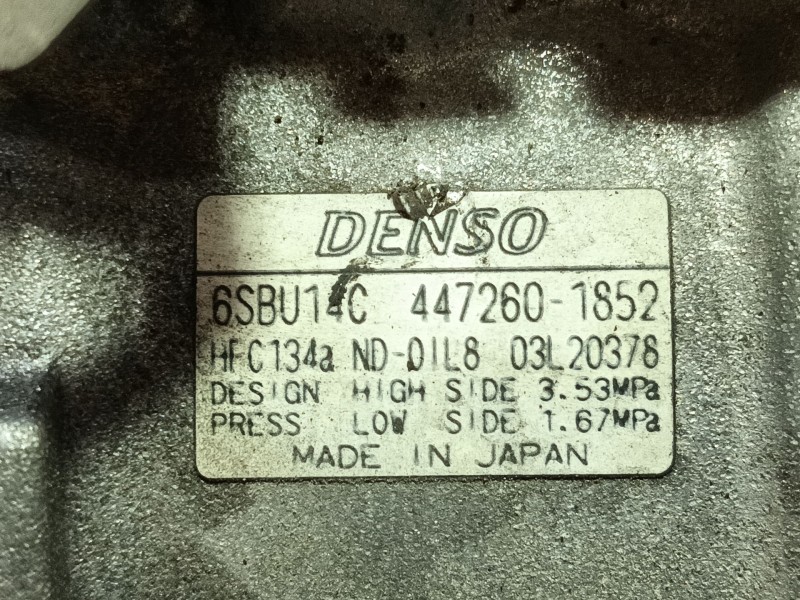 DENSO
6SBU14C 447260-1852
HFC134a ND-OIL8 03L20378
DESIGN HIGH SIDE 3.53MPa
PRESS LOW SIDE 1.67MPa
MADE IN JAPAN